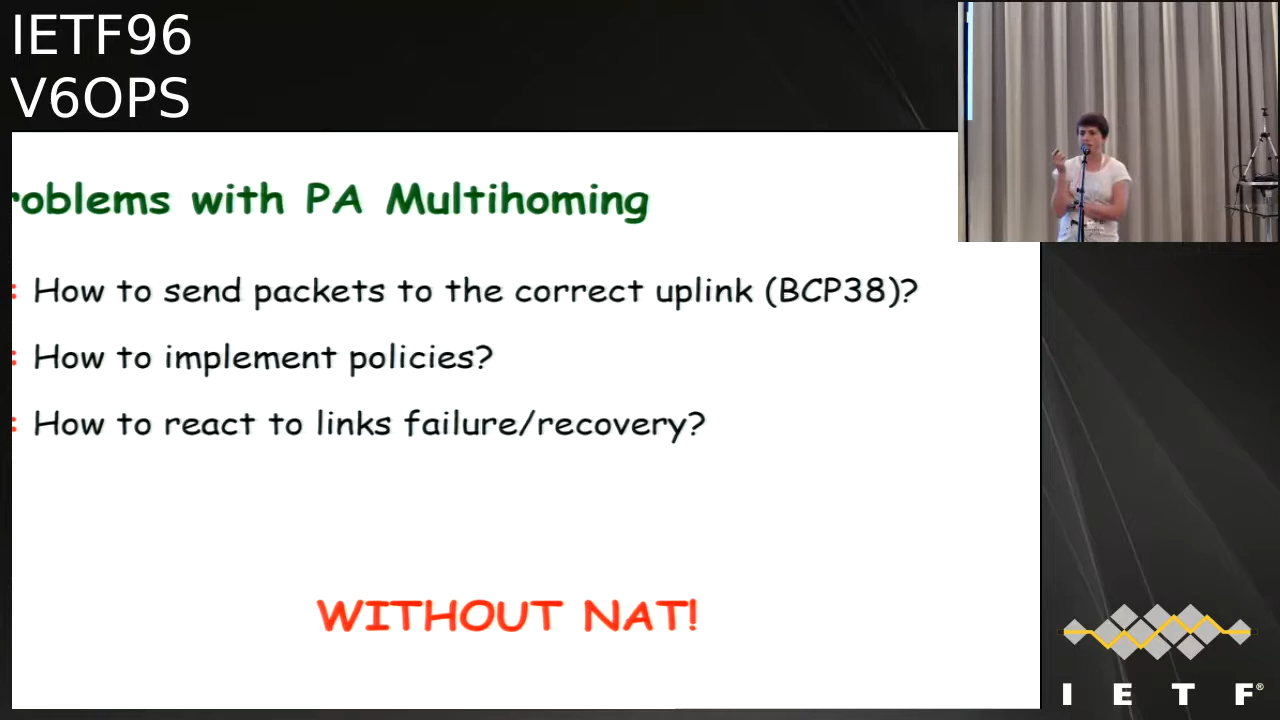 IETF96
V6OPS
roblems with PA Multihoming
How to send packets to the correct uplink (BCP38)?
How to implement policies?
How to react to links failure/recovery?
WITHOUT NAT!
I E T F®